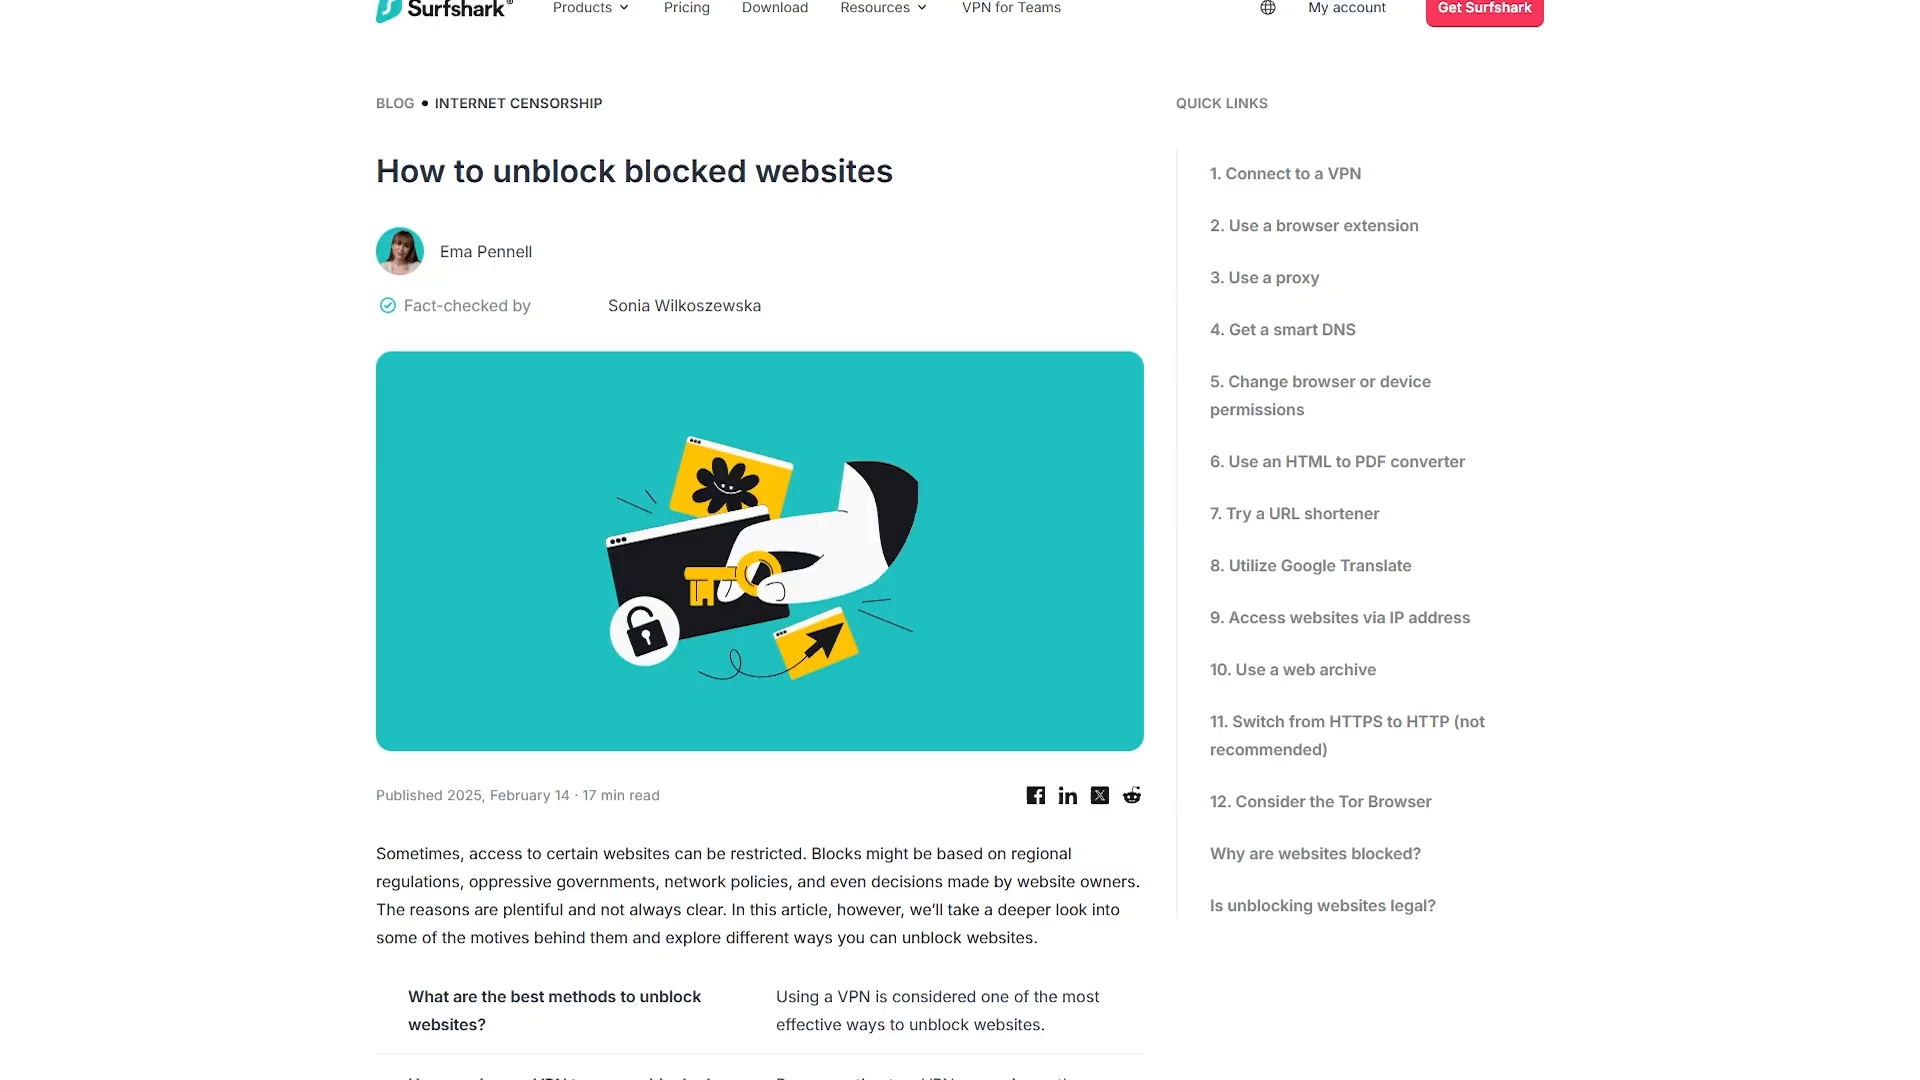 Surfshark®
Products
Pricing
Download
Resources
VPN for Teams
My account
Get Surfshark
BLOG • INTERNET CENSORSHIP
How to unblock blocked websites
Ema Pennell
Fact-checked by
Sonia Wilkoszewska
Published 2025, February 14 · 17 min read
Sometimes, access to certain websites can be restricted. Blocks might be based on regional
regulations, oppressive governments, network policies, and even decisions made by website owners.
The reasons are plentiful and not always clear. In this article, however, we’ll take a deeper look into
some of the motives behind them and explore different ways you can unblock websites.
What are the best methods to unblock
websites?
Using a VPN is considered one of the most
effective ways to unblock websites.
QUICK LINKS
1. Connect to a VPN
2. Use a browser extension
3. Use a proxy
4. Get a smart DNS
5. Change browser or device
permissions
6. Use an HTML to PDF converter
7. Try a URL shortener
8. Utilize Google Translate
9. Access websites via IP address
10. Use a web archive
11. Switch from HTTPS to HTTP (not
recommended)
12. Consider the Tor Browser
Why are websites blocked?
Is unblocking websites legal?